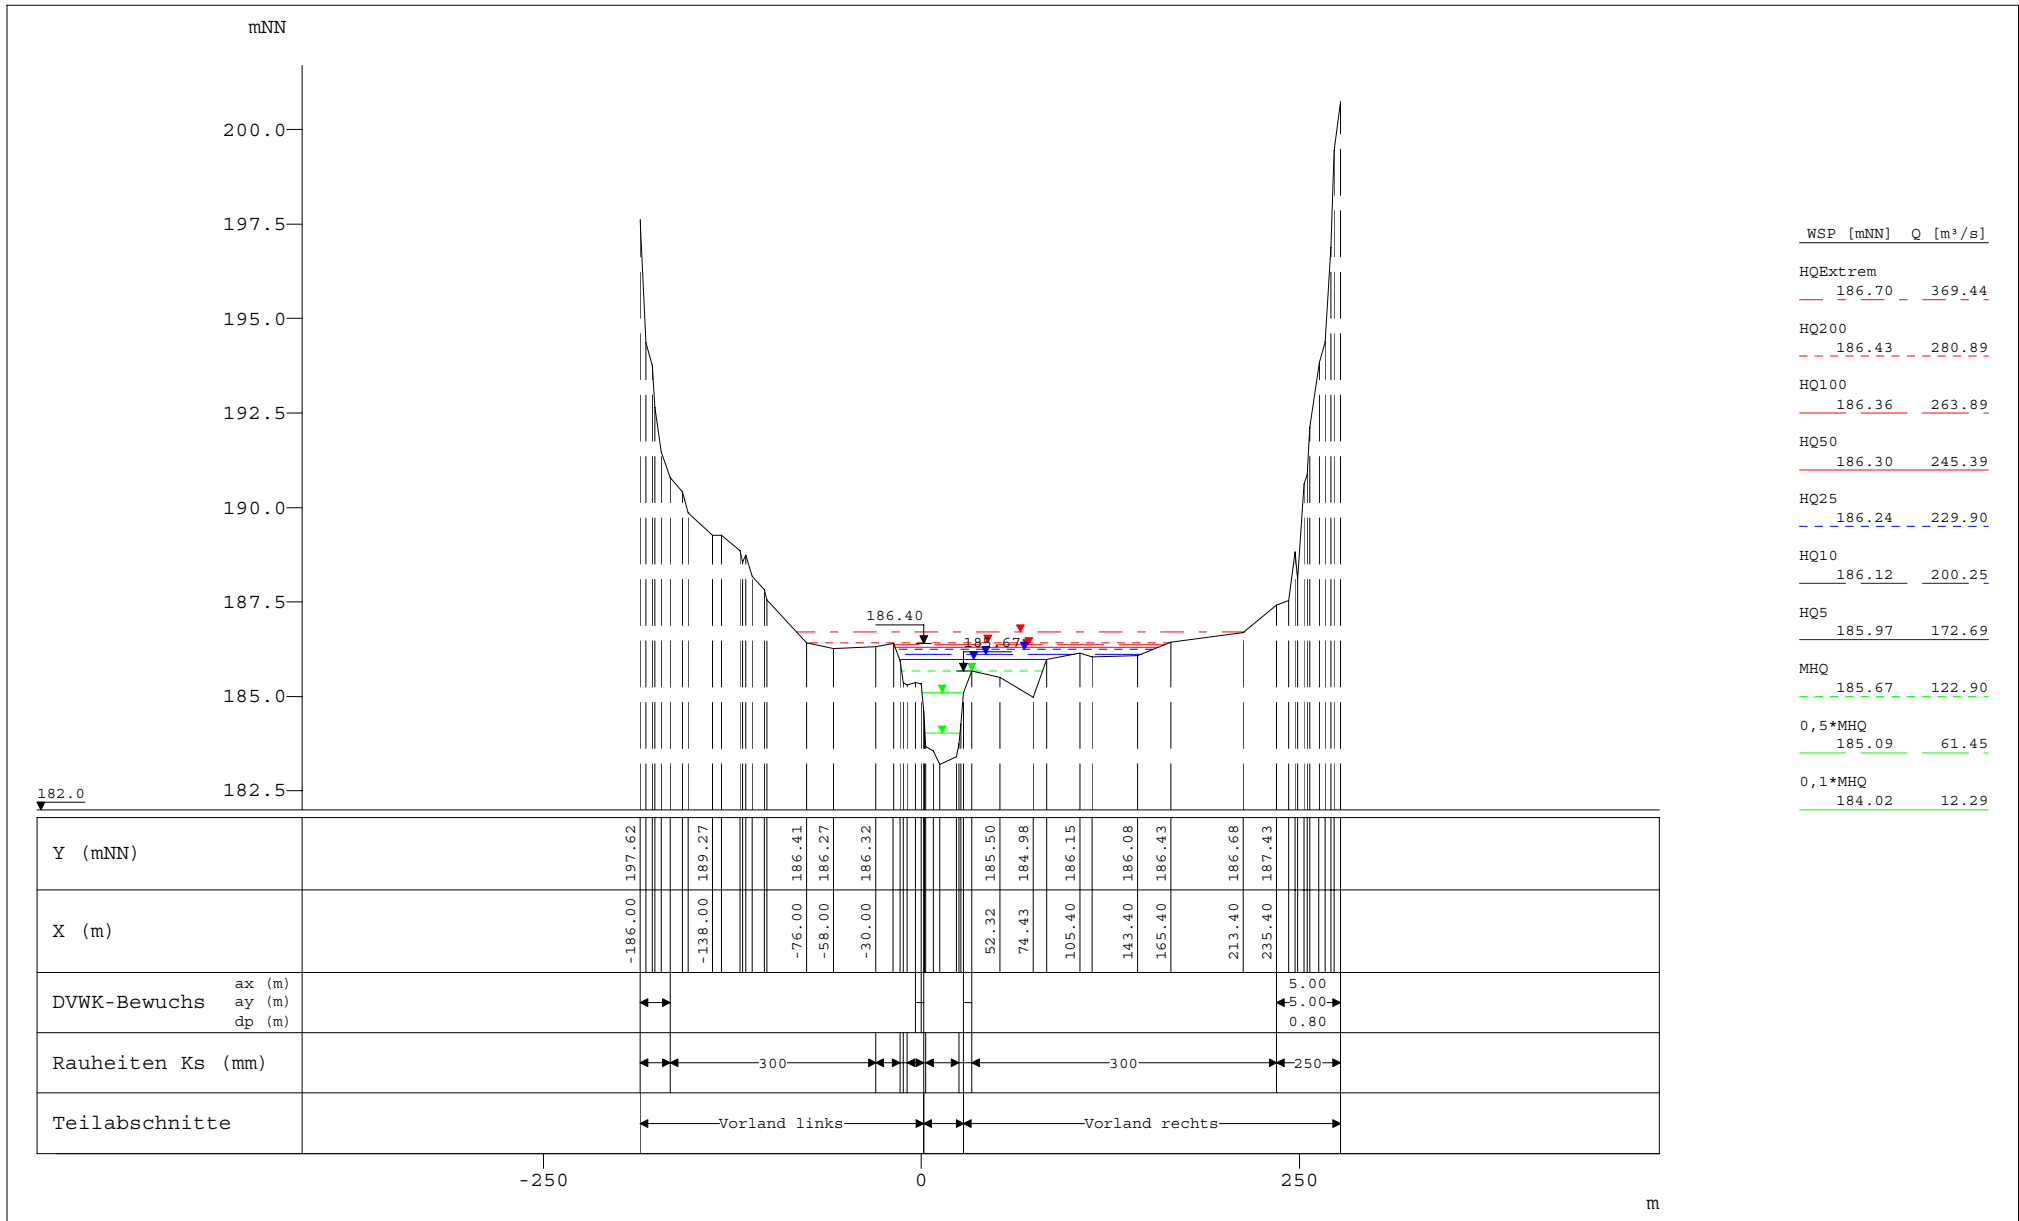 mNN
200.0
197.5
195.0
192.5
190.0
187.5
185.0
182.5
182.0
186.40
185.67
WSP [mNN] Q [m³/s]
HQExtrem
186.70 369.44
HQ200
186.43 280.89
HQ100
186.36 263.89
HQ50
186.30 245.39
HQ25
186.24 229.90
HQ10
186.12 200.25
HQ5
185.97 172.69
MHQ
185.67 122.90
0,5*MHQ
185.09 61.45
0,1*MHQ
184.02 12.29
Y (mNN) 197.62 189.27 186.41 186.27 186.32 185.50 184.98 186.15 186.08 186.43 186.68 187.43
X (m) -186.00 -138.00 -76.00 -58.00 -30.00 52.32 74.43 105.40 143.40 165.40 213.40 235.40
ax (m) 5.00
DVWK-Bewuchs ay (m) 5.00
dp (m) 0.80
Rauheiten Ks (mm) 300 300 250
Teilabschnitte Vorland links Vorland rechts
-250 0 250
m